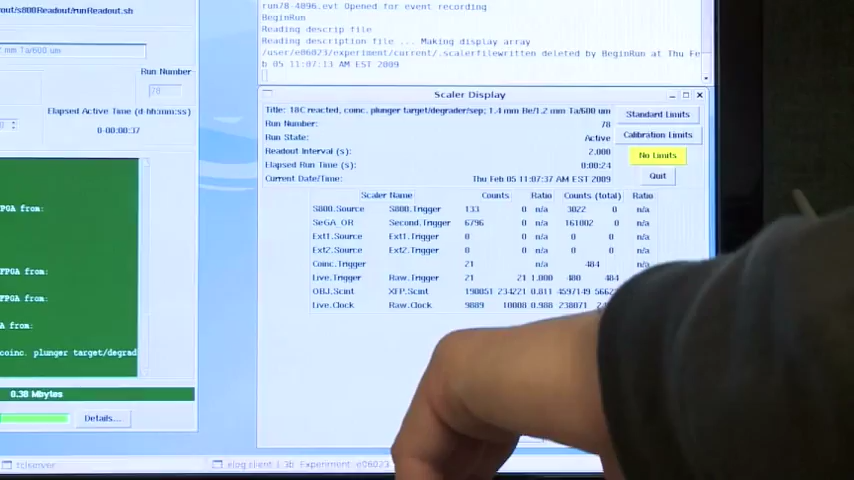 out/s800Readout/runReadout.sh
mm Ta/600 um
Run Number
78
Elapsed Active Time (d-hh:mm:ss)
0-00:00:37
FPGA from:
FPGA from:
FPGA from:
A from:
coinc. plunger target/degrad
0.38 Mbytes
Details...
run78-4096.evt Opened for event recording
BeginRun
Reading descrip file
Reading description file ... Making display array
/user/e06023/experiment/current/.scalerfilewritten deleted by BeginRun at Thu Fe
b 05 11:07:13 AM EST 2009
Scaler Display
Title: 18C reacted, coinc. plunger target/degrader/sep; 1.4 mm Be/1.2 mm Ta/600 um
Run Number: 78
Run State: Active
Readout Interval (s): 2.000
Elapsed Run Time (s): 0:00:24
Current Date/Time: Thu Feb 05 11:07:37 AM EST 2009
Standard Limits
Calibration Limits
No Limits
Quit
Scaler Name Counts Ratio Counts (total) Ratio
S800.Source S800.Trigger 133 0 n/a 3022 0 n/a
SeGA_OR Second.Trigger 6796 0 n/a 161002 0 n/a
Ext1.Source Ext1.Trigger 0 0 n/a 0 0 n/a
Ext2.Source Ext2.Trigger 0 0 n/a 0 0 n/a
Coinc.Trigger 21 n/a 484 n/a
Live.Trigger Raw.Trigger 21 21 1.000 480 484
OBJ.Scint XFP.Scint 190051 234221 0.811 4597149
Live.Clock Raw.Clock 9889 10008 0.988 238071
tclserver
elog client 1.3b Experiment: e06023